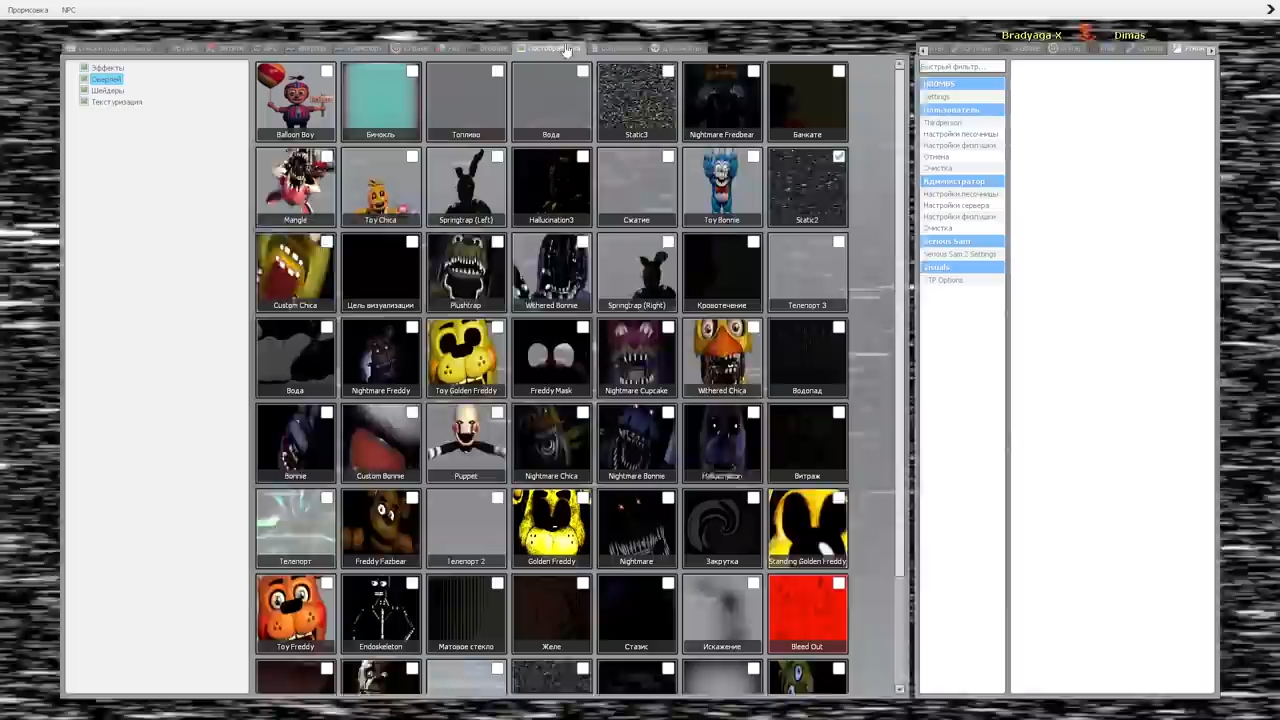 Прорисовка NPC
Bradyaga-X Dimas
Эффекты
Оверлей
Шейдеры
Текстуризация
Balloon Boy Бинокль Топливо Вода Static3 Nightmare Fredbear Банкате
Mangle Toy Chica Springtrap (Left) Hallucination3 Сжатие Toy Bonnie Static2
Custom Chica Цель визуализации Plushtrap Withered Bonnie Springtrap (Right) Кровотечение Телепорт 3
Вода Nightmare Freddy Toy Golden Freddy Freddy Mask Nightmare Cupcake Withered Chica Водопад
Bonnie Custom Bonnie Puppet Nightmare Chica Nightmare Bonnie Витраж
Телепорт Freddy Fazbear Телепорт 2 Golden Freddy Nightmare Закрутка Standing Golden Freddy
Toy Freddy Endoskeleton Матовое стекло Желе Стазис Искажение Bleed Out
Быстрый фильтр...
Settings
Пользователь
Thirdperson
Настройки песочницы
Настройки физпушки
Отмена
Очистка
Администратор
Настройки песочницы
Настройки сервера
Настройки физпушки
Очистка
Serious Sam
Serious Sam 2 Settings
Visuals
TP Options